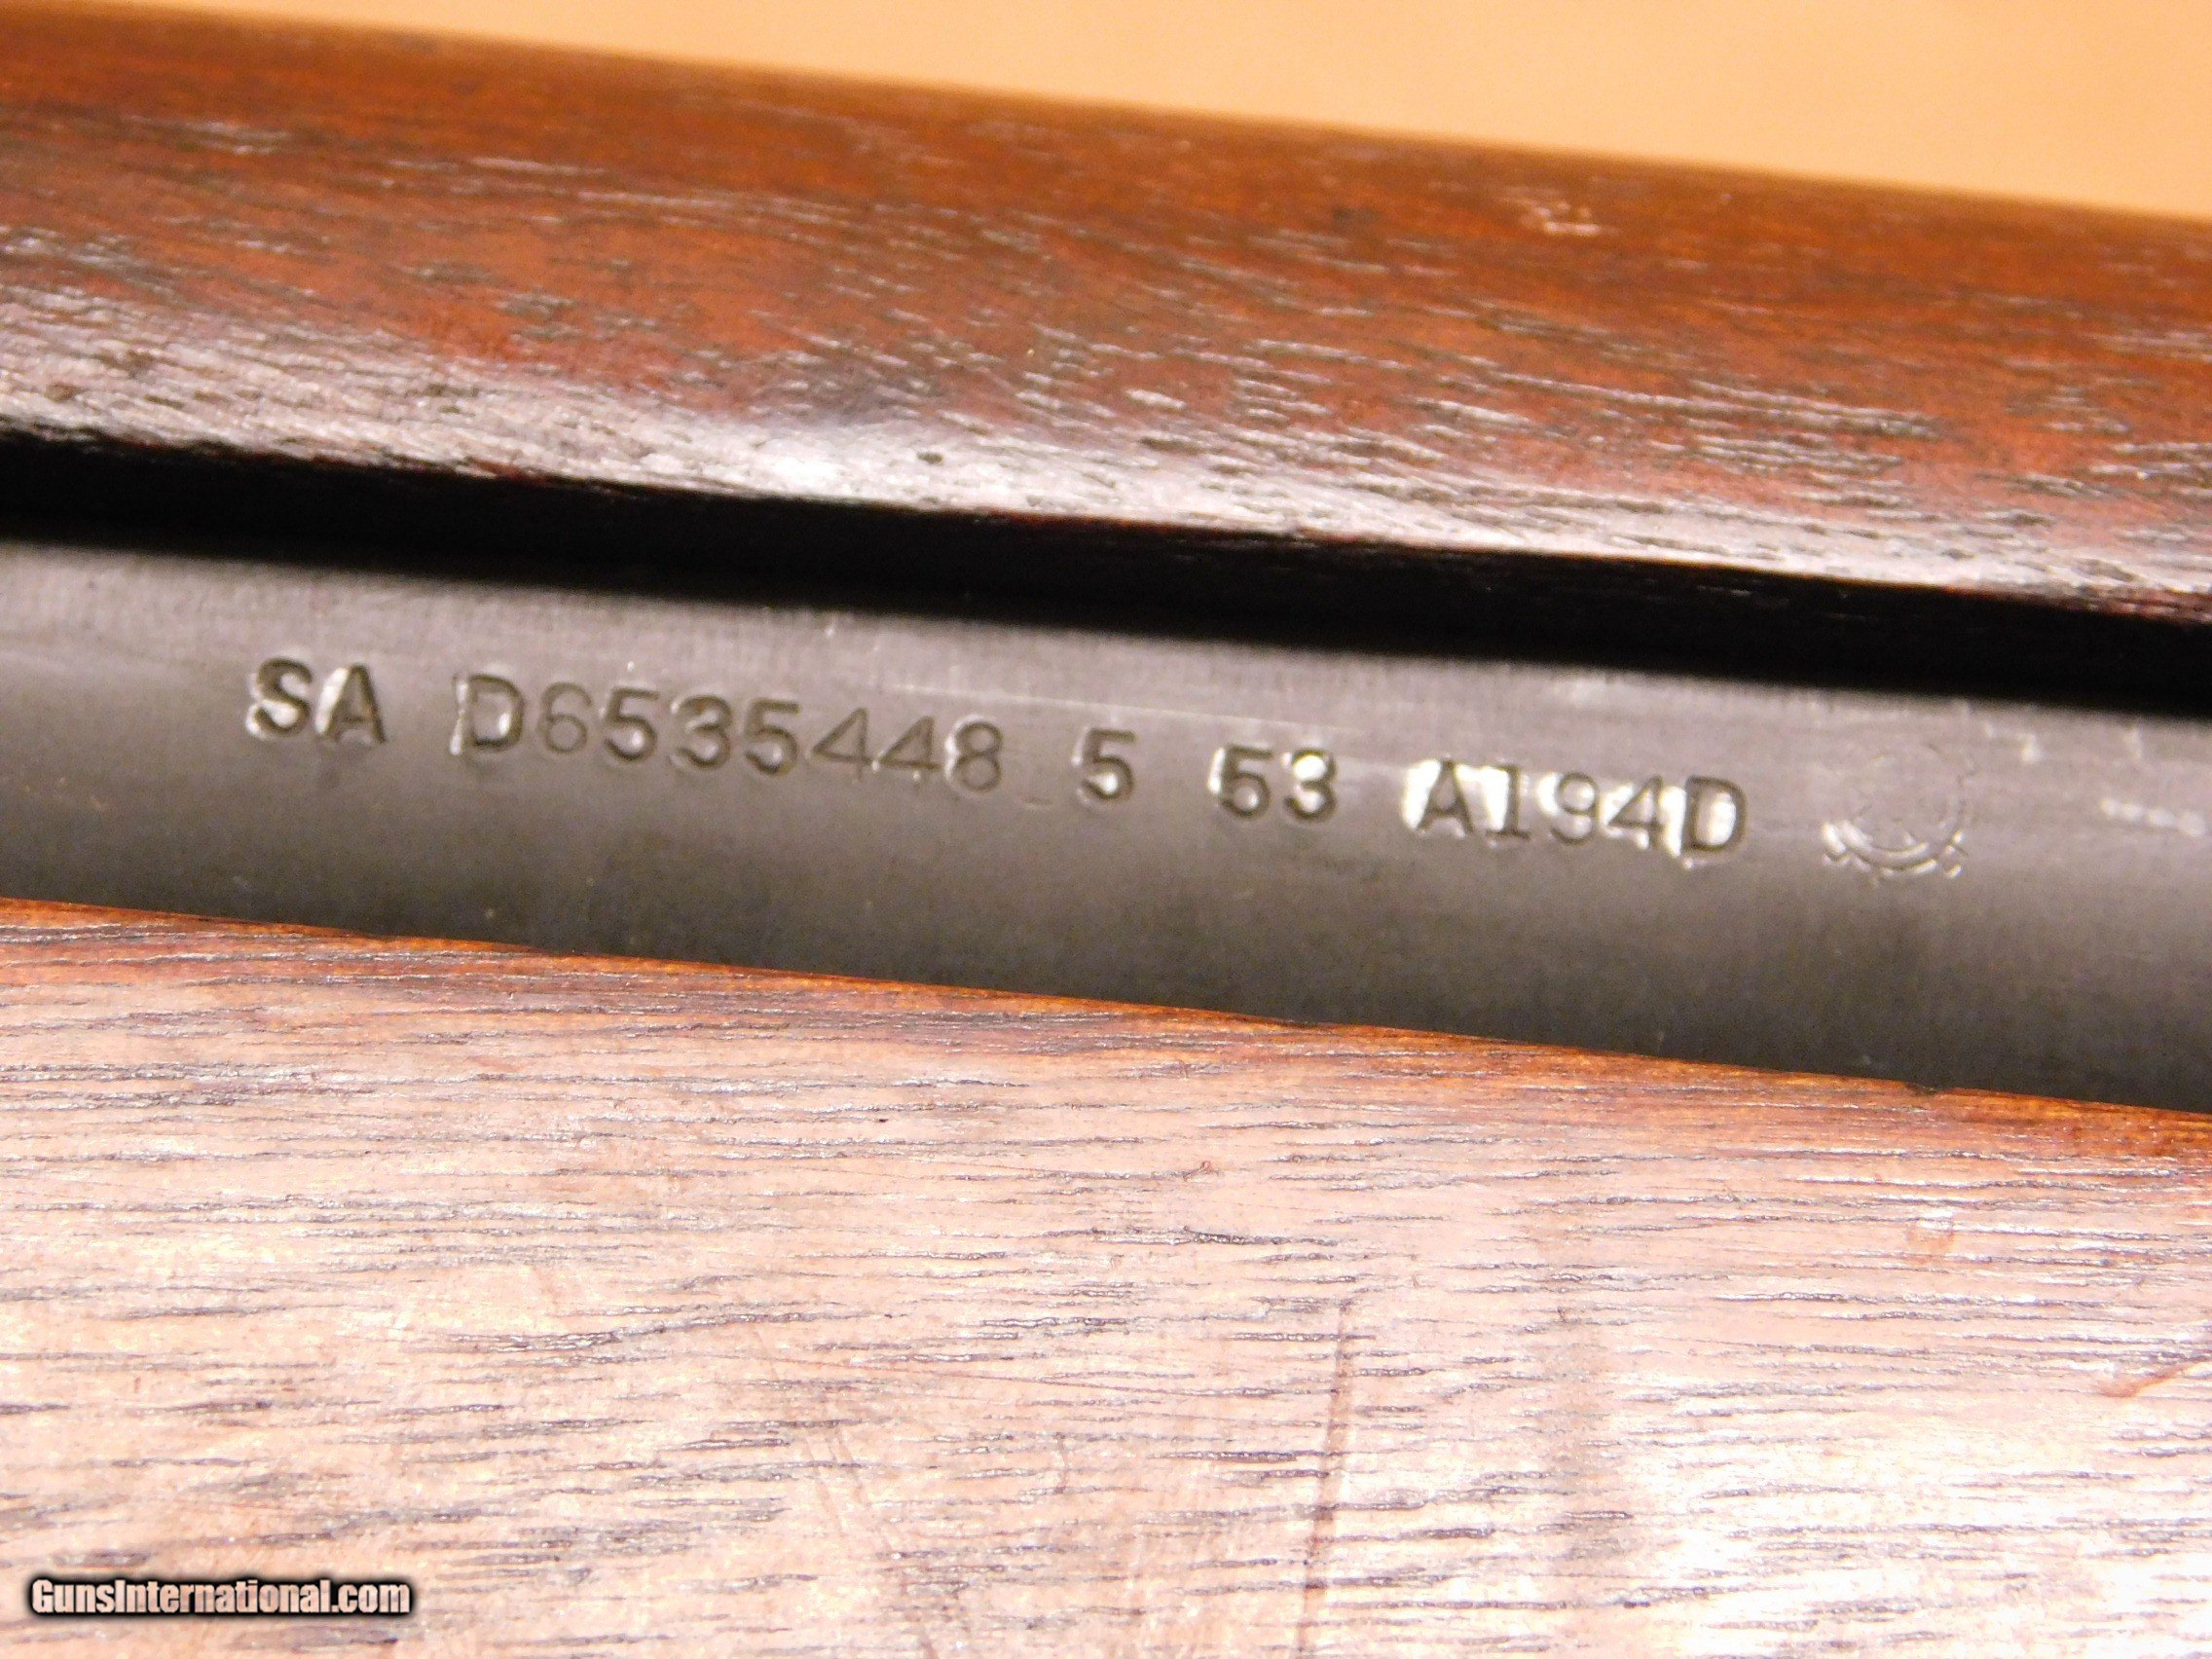 SA D6535448 5 53 A194D
GunsInternational.com